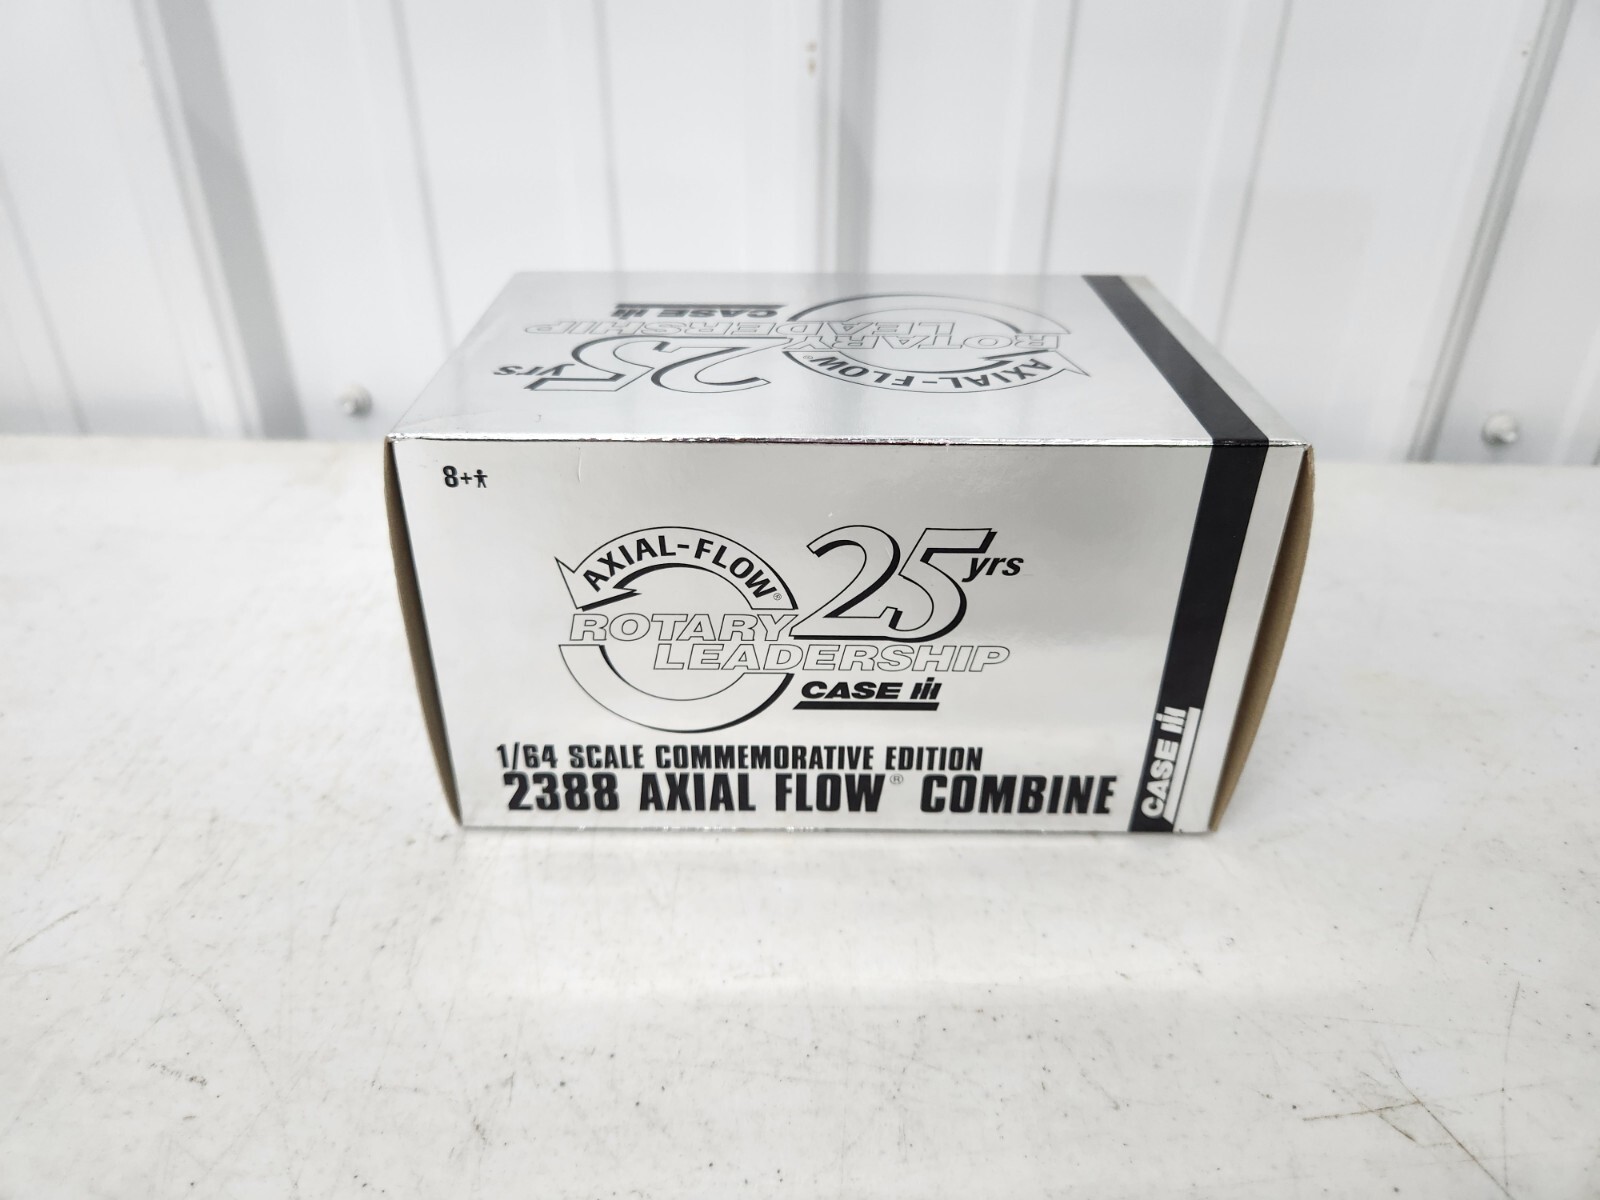 CASE IH
ROTARY
LEADERSHIP
25 yrs
AXIAL-FLOW®
8+
AXIAL-FLOW®
25 yrs
ROTARY
LEADERSHIP
CASE IH
1/64 SCALE COMMEMORATIVE EDITION
2388 AXIAL FLOW® COMBINE
CASE IH